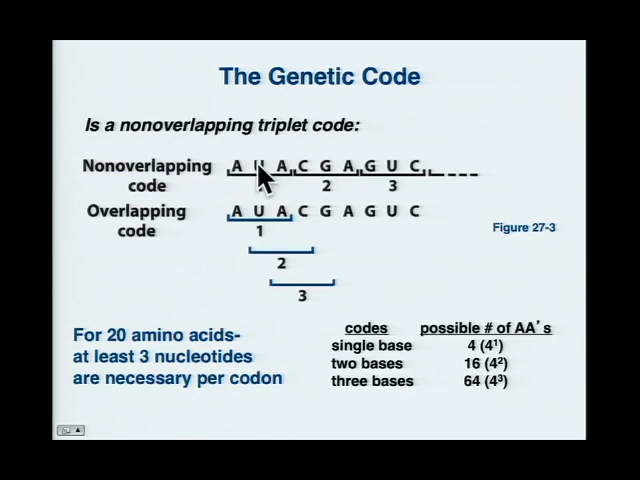 The Genetic Code
Is a nonoverlapping triplet code:
Nonoverlapping code A U A C G A G U C
2 3
Overlapping code A U A C G A G U C
1
2
3
Figure 27-3
For 20 amino acids-
at least 3 nucleotides
are necessary per codon
codes possible # of AA's
single base 4 (4¹)
two bases 16 (4²)
three bases 64 (4³)